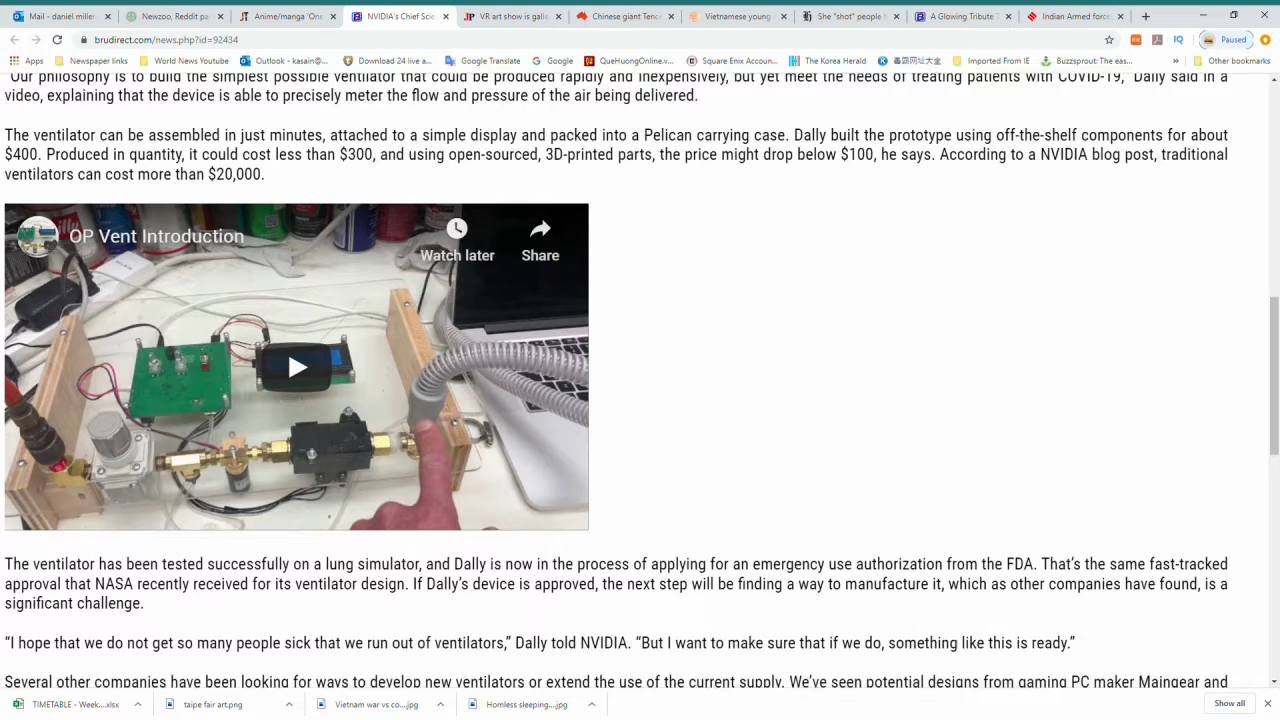 Mail - daniel miller
Newzoo, Reddit pa
Anime/manga 'One
NVIDIA's Chief Scie
VR art show is galle
Chinese giant Tenc
Vietnamese young
She "shot" people t
A Glowing Tribute T
Indian Armed force
brudirect.com/news.php?id=92434
Paused
Apps
Newspaper links
World News Youtube
Outlook - kasain@...
Download 24 live a...
Google Translate
Google
QueHuongOnline.v...
Square Enix Accoun...
The Korea Herald
Imported From IE
Buzzsprout: The eas...
»
Other bookmarks
"Our philosophy is to build the simplest possible ventilator that could be produced rapidly and inexpensively, but yet meet the needs of treating patients with COVID-19," Dally said in a
video, explaining that the device is able to precisely meter the flow and pressure of the air being delivered.
The ventilator can be assembled in just minutes, attached to a simple display and packed into a Pelican carrying case. Dally built the prototype using off-the-shelf components for about
$400. Produced in quantity, it could cost less than $300, and using open-sourced, 3D-printed parts, the price might drop below $100, he says. According to a NVIDIA blog post, traditional
ventilators can cost more than $20,000.
OP Vent Introduction
Watch later
Share
The ventilator has been tested successfully on a lung simulator, and Dally is now in the process of applying for an emergency use authorization from the FDA. That's the same fast-tracked
approval that NASA recently received for its ventilator design. If Dally's device is approved, the next step will be finding a way to manufacture it, which as other companies have found, is a
significant challenge.
“I hope that we do not get so many people sick that we run out of ventilators,” Dally told NVIDIA. “But I want to make sure that if we do, something like this is ready.”
Several other companies have been looking for ways to develop new ventilators or extend the use of the current supply. We've seen potential designs from gaming PC maker Maingear and
TIMETABLE - Week....xlsx
taipe fair art.png
Vietnam war vs co....jpg
Homless sleeping....jpg
Show all